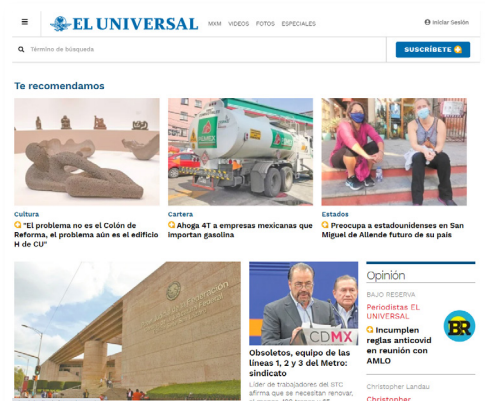 EL UNIVERSAL
MXM VIDEOS FOTOS ESPECIALES
Iniciar Sesión
Término de búsqueda
SUSCRÍBETE
Te recomendamos
PEMEX
Cultura
"El problema no es el Colón de
Reforma, el problema aún es el edificio
H de CU"
Cartera
Ahoga 4T a empresas mexicanas que
importan gasolina
Estados
Preocupa a estadounidenses en San
Miguel de Allende futuro de su país
CDMX
Obsoletos, equipo de las
líneas 1, 2 y 3 del Metro:
sindicato
Líder de trabajadores del STC
afirma que se necesitan renovar,
Opinión
BAJO RESERVA
Periodistas EL
UNIVERSAL
Incumplen
reglas anticovid
en reunión con
AMLO
BR
Christopher Landau
Christopher